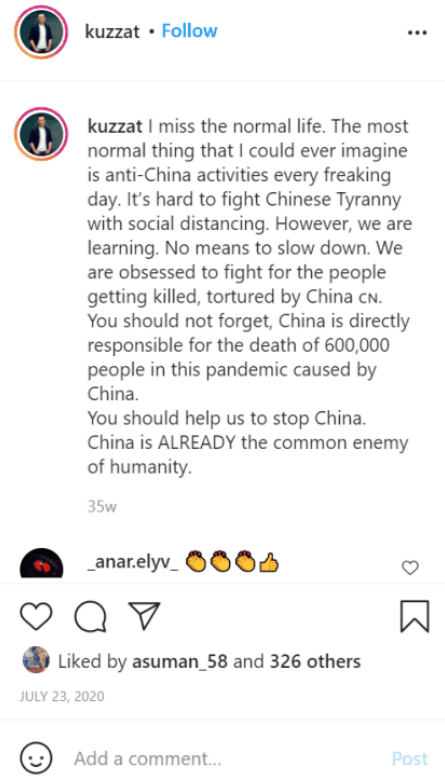 kuzzat • Follow
kuzzat I miss the normal life. The most
normal thing that I could ever imagine
is anti-China activities every freaking
day. It's hard to fight Chinese Tyranny
with social distancing. However, we are
learning. No means to slow down. We
are obsessed to fight for the people
getting killed, tortured by China CN.
You should not forget, China is directly
responsible for the death of 600,000
people in this pandemic caused by
China.
You should help us to stop China.
China is ALREADY the common enemy
of humanity.
35w
_anar.elyv_ 👏👏👏👍
Liked by asuman_58 and 326 others
JULY 23, 2020
Add a comment...
Post